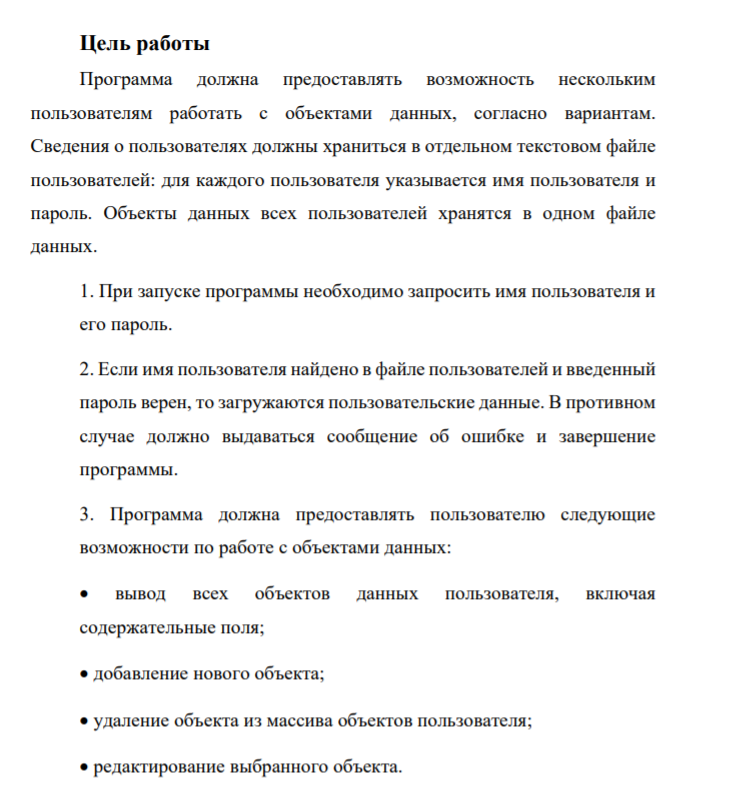 Цель работы
Программа должна предоставлять возможность нескольким
пользователям работать с объектами данных, согласно вариантам.
Сведения о пользователях должны храниться в отдельном текстовом файле
пользователей: для каждого пользователя указывается имя пользователя и
пароль. Объекты данных всех пользователей хранятся в одном файле
данных.
1. При запуске программы необходимо запросить имя пользователя и
его пароль.
2. Если имя пользователя найдено в файле пользователей и введенный
пароль верен, то загружаются пользовательские данные. В противном
случае должно выдаваться сообщение об ошибке и завершение
программы.
3. Программа должна предоставлять пользователю следующие
возможности по работе с объектами данных:
• вывод всех объектов данных пользователя, включая
содержательные поля;
• добавление нового объекта;
• удаление объекта из массива объектов пользователя;
• редактирование выбранного объекта.